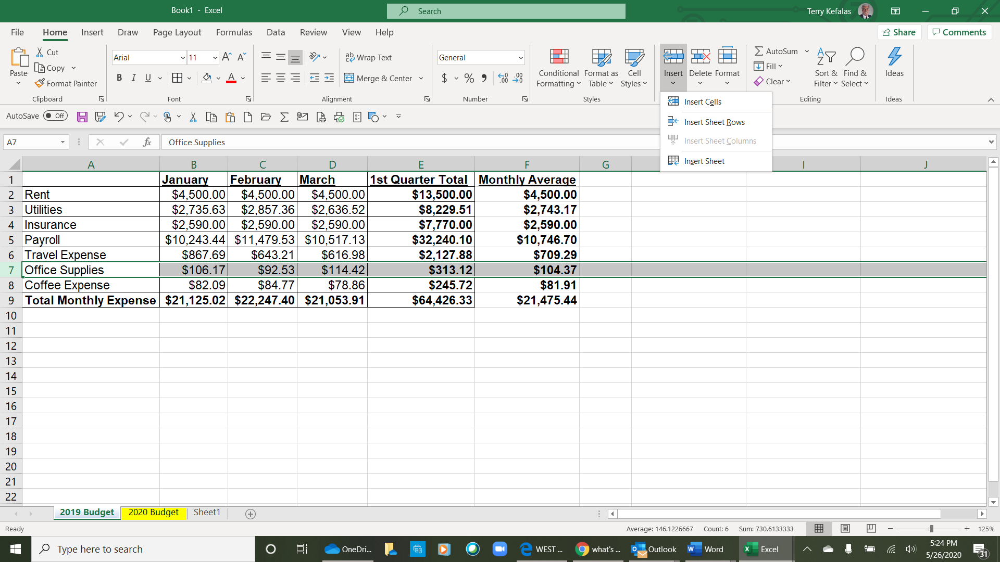 Book1 - Excel
Search
Terry Kefalas
File Home Insert Draw Page Layout Formulas Data Review View Help
Share Comments
Paste
Cut
Copy
Format Painter
Clipboard
Arial 11
B I U
Font
Wrap Text
Merge & Center
Alignment
General
$ % 9
Number
Conditional Formatting
Format as Table
Cell Styles
Styles
Insert
Delete
Format
AutoSum
Fill
Clear
Sort & Filter
Find & Select
Editing
Ideas
Ideas
Insert Cells
Insert Sheet Rows
Insert Sheet Columns
Insert Sheet
AutoSave Off
A7 fx Office Supplies
A B C D E F G I J
1 January February March 1st Quarter Total Monthly Average
2 Rent $4,500.00 $4,500.00 $4,500.00 $13,500.00 $4,500.00
3 Utilities $2,735.63 $2,857.36 $2,636.52 $8,229.51 $2,743.17
4 Insurance $2,590.00 $2,590.00 $2,590.00 $7,770.00 $2,590.00
5 Payroll $10,243.44 $11,479.53 $10,517.13 $32,240.10 $10,746.70
6 Travel Expense $867.69 $643.21 $616.98 $2,127.88 $709.29
7 Office Supplies $106.17 $92.53 $114.42 $313.12 $104.37
8 Coffee Expense $82.09 $84.77 $78.86 $245.72 $81.91
9 Total Monthly Expense $21,125.02 $22,247.40 $21,053.91 $64,426.33 $21,475.44
10
11
12
13
14
15
16
17
18
19
20
21
22
2019 Budget 2020 Budget Sheet1
Ready Average: 146.1226667 Count: 6 Sum: 730.6133333 125%
Type here to search
OneDri... WEST ... what's ... Outlook Word Excel
5:24 PM
5/26/2020
31